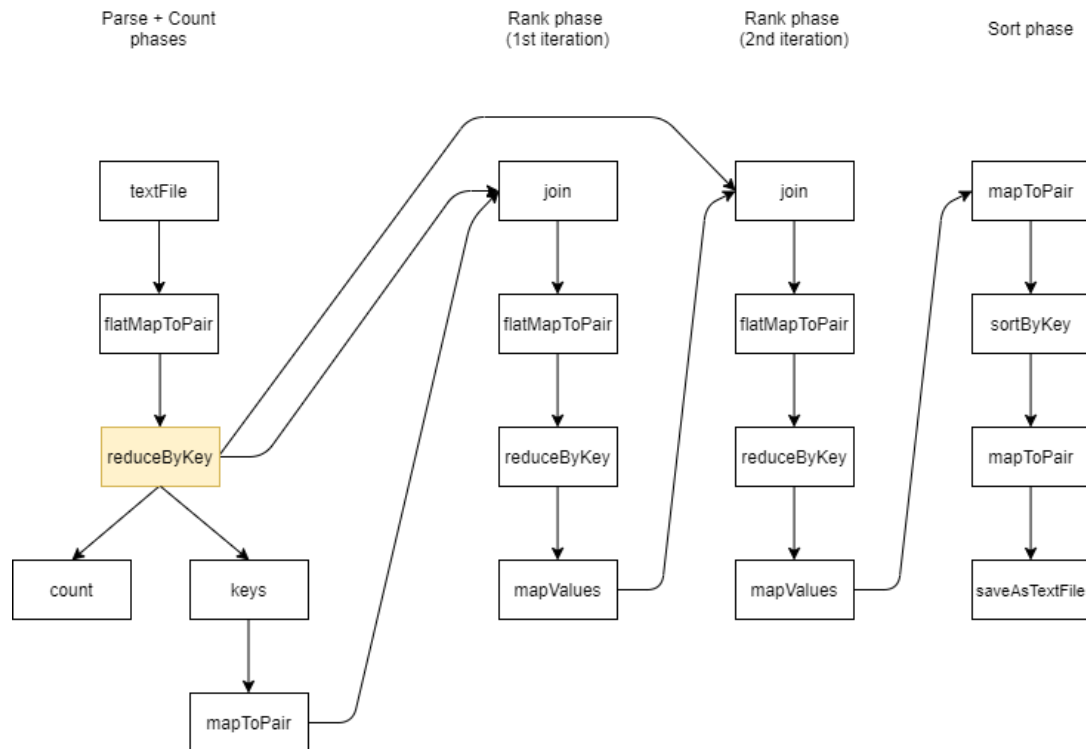 Parse + Count
phases
Rank phase
(1st iteration)
Rank phase
(2nd iteration)
Sort phase
textFile
flatMapToPair
reduceByKey
count
keys
mapToPair
join
flatMapToPair
reduceByKey
mapValues
join
flatMapToPair
reduceByKey
mapValues
mapToPair
sortByKey
mapToPair
saveAsTextFile